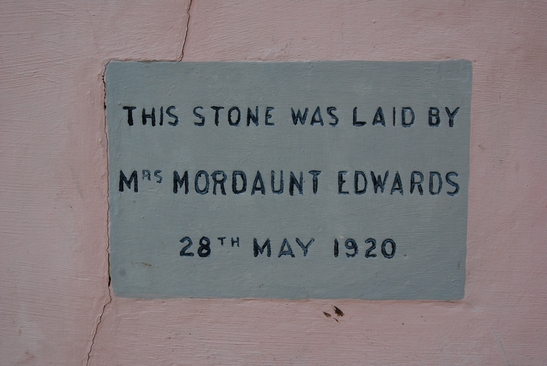 THIS STONE WAS LAID BY
MRS MORDAUNT EDWARDS
28TH MAY 1920.